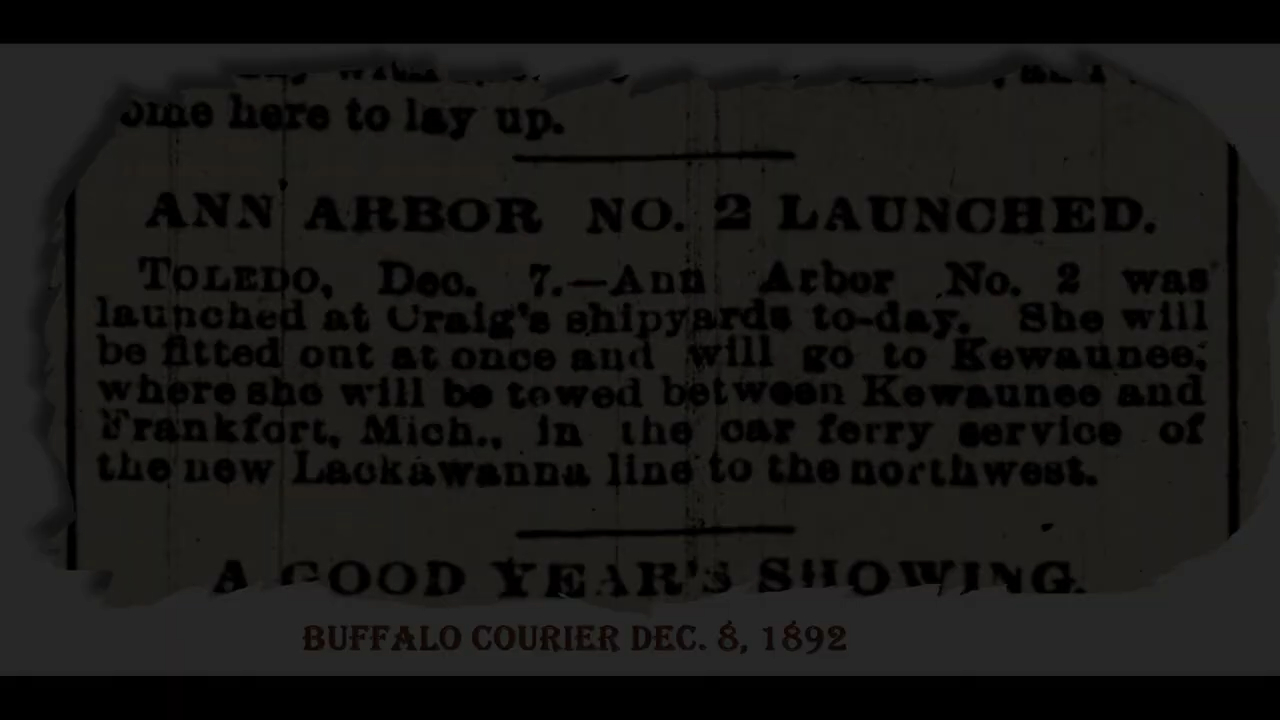 ome here to lay up.
ANN ARBOR NO. 2 LAUNCHED.
TOLEDO, Dec. 7.—Ann Arbor No. 2 was
launched at Craig's shipyards to-day. She will
be fitted out at once and will go to Kewaunee,
where she will be towed between Kewaunee and
Frankfort, Mich., in the car ferry service of
the new Lackawanna line to the northwest.
A GOOD YEAR'S SHOWING.
BUFFALO COURIER DEC. 8, 1892